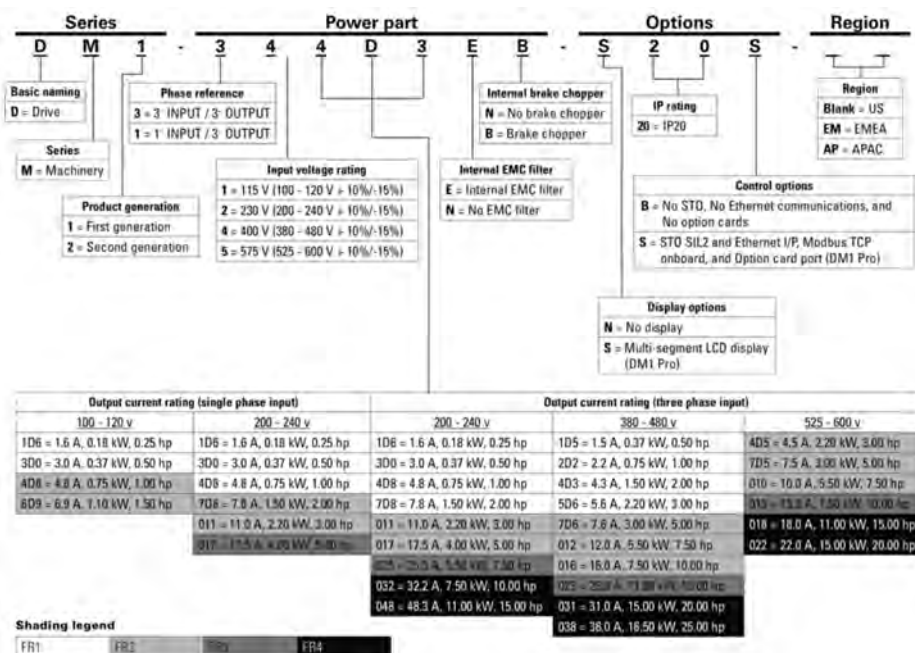 Series Power part Options Region
D M 1 - 3 4 4 D 3 E B - S 2 0 S -
Basic naming
D = Drive
Series
M = Machinery
Product generation
1 = First generation
2 = Second generation
Phase reference
3 = 3 INPUT / 3 OUTPUT
1 = 1 INPUT / 3 OUTPUT
Input voltage rating
1 = 115 V (100 - 120 V + 10%/-15%)
2 = 230 V (200 - 240 V + 10%/-15%)
4 = 400 V (380 - 480 V + 10%/-15%)
5 = 575 V (525 - 600 V + 10%/-15%)
Internal brake chopper
N = No brake chopper
B = Brake chopper
Internal EMC filter
E = Internal EMC filter
N = No EMC filter
IP rating
20 = IP20
Region
Blank = US
EM = EMEA
AP = APAC
Control options
B = No STO, No Ethernet communications, and
No option cards
S = STO SIL2 and Ethernet I/P, Modbus TCP
onboard, and Option card port (DM1 Pro)
Display options
N = No display
S = Multi-segment LCD display
(DM1 Pro)
Output current rating (single phase input) Output current rating (three phase input)
100 - 120 v 200 - 240 v 200 - 240 v 380 - 480 v 525 - 600 v
1D6 = 1.6 A, 0.18 kW, 0.25 hp 1D6 = 1.6 A, 0.18 kW, 0.25 hp 1D6 = 1.6 A, 0.18 kW, 0.25 hp 1D5 = 1.5 A, 0.37 kW, 0.50 hp 4D5 = 4.5 A, 2.20 kW, 3.00 hp
3D0 = 3.0 A, 0.37 kW, 0.50 hp 3D0 = 3.0 A, 0.37 kW, 0.50 hp 3D0 = 3.0 A, 0.37 kW, 0.50 hp 2D2 = 2.2 A, 0.75 kW, 1.00 hp 7D5 = 7.5 A, 3.00 kW, 5.00 hp
4D8 = 4.8 A, 0.75 kW, 1.00 hp 4D8 = 4.8 A, 0.75 kW, 1.00 hp 4D8 = 4.8 A, 0.75 kW, 1.00 hp 4D3 = 4.3 A, 1.50 kW, 2.00 hp 010 = 10.0 A, 5.50 kW, 7.50 hp
6D9 = 6.9 A, 1.10 kW, 1.50 hp 7D8 = 7.8 A, 1.50 kW, 2.00 hp 7D8 = 7.8 A, 1.50 kW, 2.00 hp 5D6 = 5.6 A, 2.20 kW, 3.00 hp
011 = 11.0 A, 2.20 kW, 3.00 hp 011 = 11.0 A, 2.20 kW, 3.00 hp 7D6 = 7.6 A, 3.00 kW, 5.00 hp 018 = 18.0 A, 11.00 kW, 15.00 hp
017 = 17.5 A, 4.00 kW, 5.00 hp 017 = 17.5 A, 4.00 kW, 5.00 hp 012 = 12.0 A, 5.50 kW, 7.50 hp 022 = 22.0 A, 15.00 kW, 20.00 hp
016 = 16.0 A, 7.50 kW, 10.00 hp
032 = 32.2 A, 7.50 kW, 10.00 hp
048 = 48.3 A, 11.00 kW, 15.00 hp 031 = 31.0 A, 15.00 kW, 20.00 hp
038 = 38.0 A, 18.50 kW, 25.00 hp
Shading legend
FR1 FR2 FR3 FR4